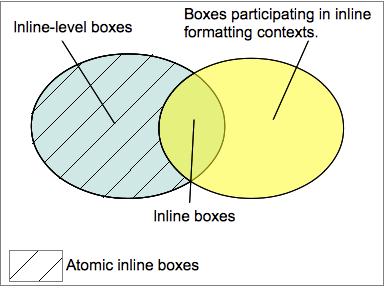 Inline-level boxes
Boxes participating in inline
formatting contexts.
Inline boxes
Atomic inline boxes